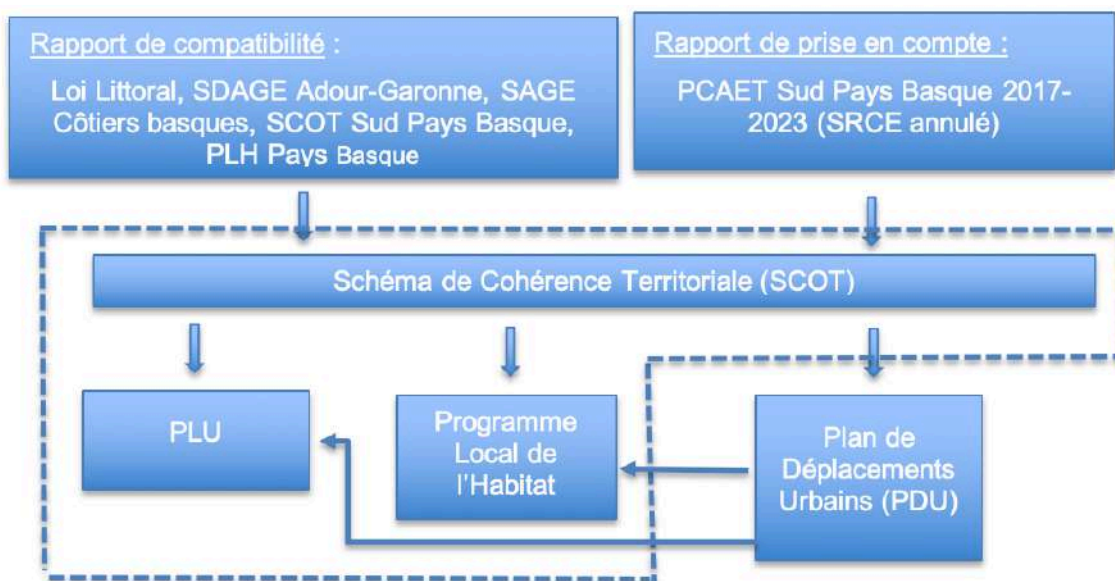 Rapport de compatibilité :
Loi Littoral, SDAGE Adour-Garonne, SAGE
Côtiers basques, SCOT Sud Pays Basque,
PLH Pays Basque
Rapport de prise en compte :
PCAET Sud Pays Basque 2017-
2023 (SRCE annulé)
Schéma de Cohérence Territoriale (SCOT)
PLU
Programme
Local de
l'Habitat
Plan de
Déplacements
Urbains (PDU)